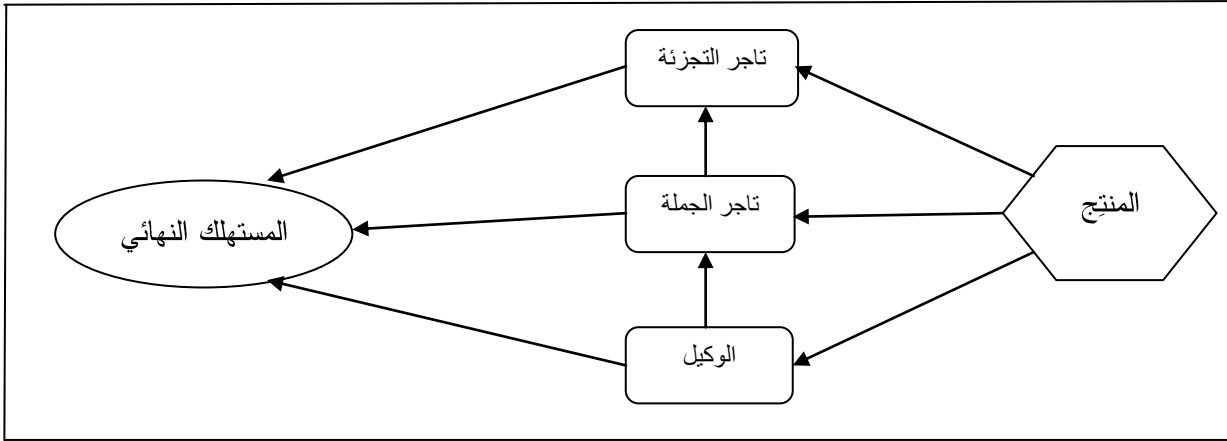 تاجر التجزئة
المنتِج
تاجر الجملة
المستهلك النهائي
الوكيل